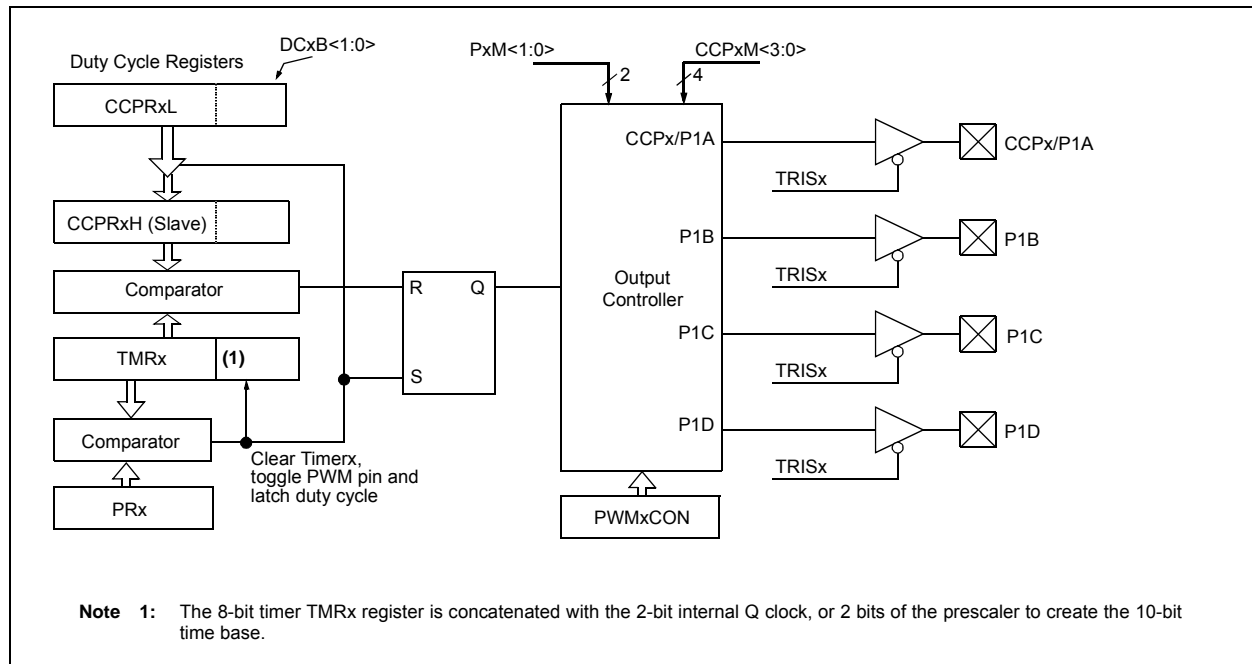 DCxB<1:0>
Duty Cycle Registers
CCPRxL
CCPRxH (Slave)
Comparator
TMRx (1)
Comparator
PRx
Clear Timerx,
toggle PWM pin and
latch duty cycle
R Q
S
PxM<1:0>
2
CCPxM<3:0>
4
Output
Controller
CCPx/P1A
P1B
P1C
P1D
PWMxCON
TRISx
CCPx/P1A
TRISx
P1B
TRISx
P1C
TRISx
P1D
Note 1: The 8-bit timer TMRx register is concatenated with the 2-bit internal Q clock, or 2 bits of the prescaler to create the 10-bit
time base.